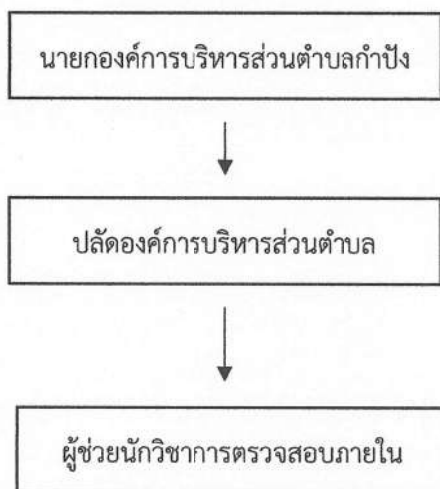 นายกองค์การบริหารส่วนตำบลกำปัง
ปลัดองค์การบริหารส่วนตำบล
ผู้ช่วยนักวิชาการตรวจสอบภายใน